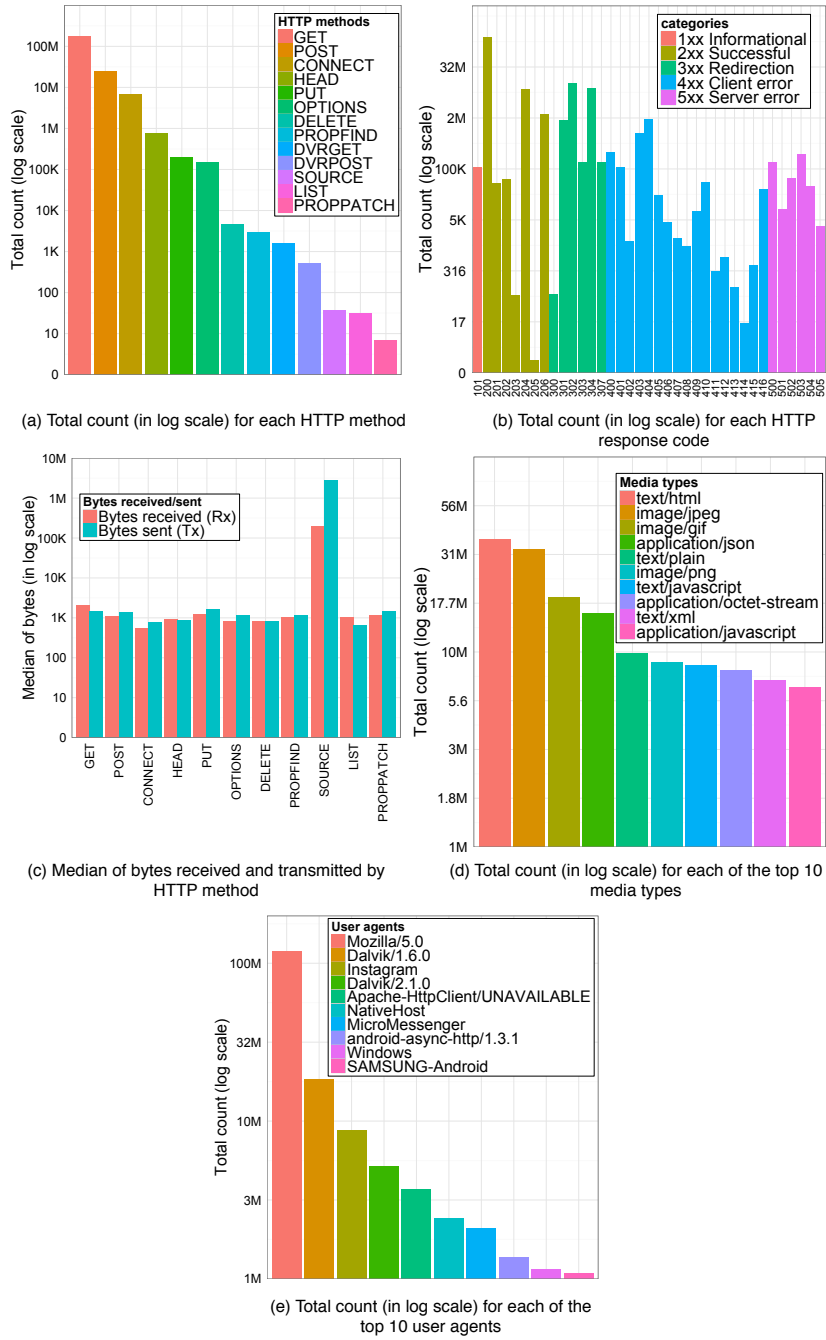 HTTP methods
GET
POST
CONNECT
HEAD
PUT
OPTIONS
DELETE
PROPFIND
DVRGET
DVRPOST
SOURCE
LIST
PROPPATCH
Total count (log scale)
100M
10M
1M
100K
10K
1K
100
10
0
(a) Total count (in log scale) for each HTTP method
categories
1xx Informational
2xx Successful
3xx Redirection
4xx Client error
5xx Server error
Total count (log scale)
32M
2M
100K
5K
316
17
0
101
200
201
202
203
204
205
206
300
301
302
303
304
307
400
401
402
403
404
405
406
407
408
409
410
411
412
413
414
415
416
500
501
502
503
504
505
(b) Total count (in log scale) for each HTTP
response code
Bytes received/sent
Bytes received (Rx)
Bytes sent (Tx)
Median of bytes (in log scale)
10M
1M
100K
10K
1K
100
10
0
GET
POST
CONNECT
HEAD
PUT
OPTIONS
DELETE
PROPFIND
SOURCE
LIST
PROPPATCH
(c) Median of bytes received and transmitted by
HTTP method
Media types
text/html
image/jpeg
image/gif
application/json
text/plain
image/png
text/javascript
application/octet-stream
text/xml
application/javascript
Total count (log scale)
56M
31M
17.7M
10M
5.6
3M
1.8M
1M
(d) Total count (in log scale) for each of the top 10
media types
User agents
Mozilla/5.0
Dalvik/1.6.0
Instagram
Dalvik/2.1.0
Apache-HttpClient/UNAVAILABLE
NativeHost
MicroMessenger
android-async-http/1.3.1
Windows
SAMSUNG-Android
Total count (log scale)
100M
32M
10M
3M
1M
(e) Total count (in log scale) for each of the
top 10 user agents